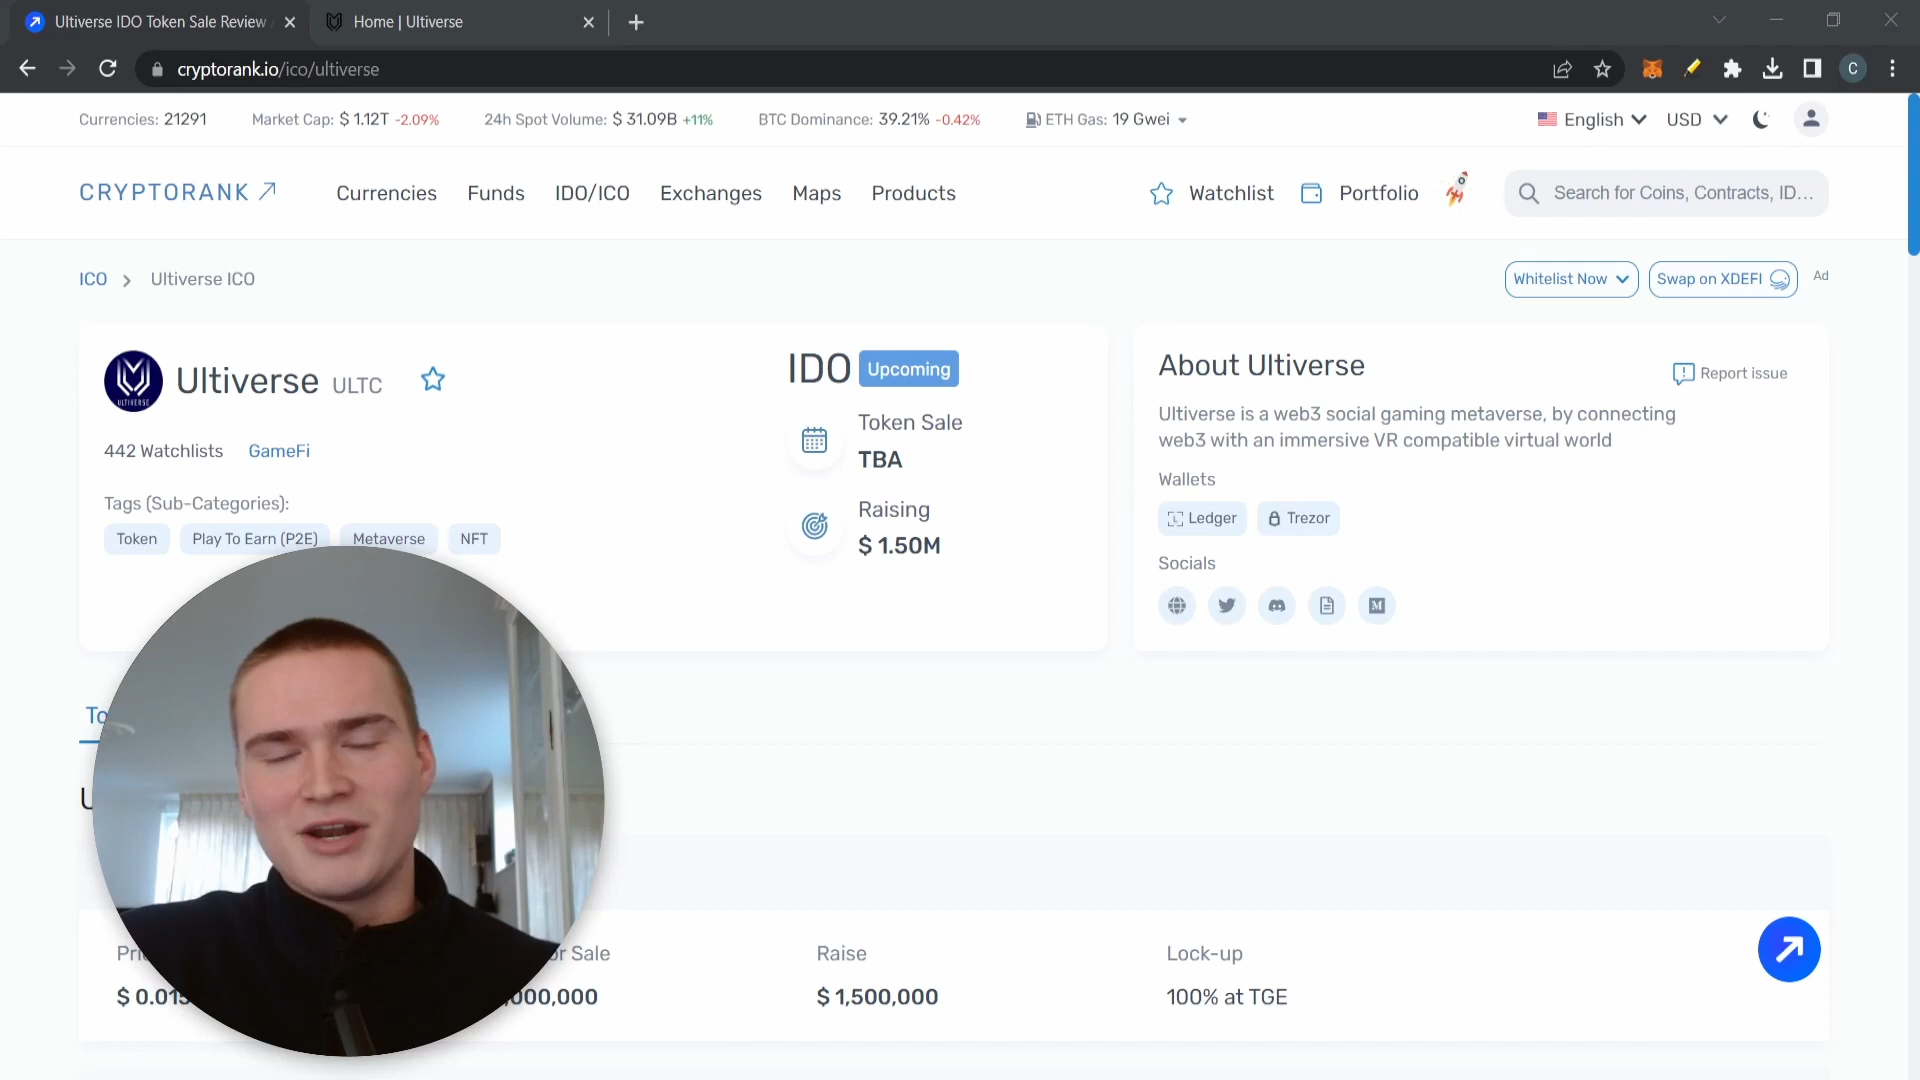 Ultiverse IDO Token Sale Review
Home | Ultiverse
cryptorank.io/ico/ultiverse
C
Currencies: 21291
Market Cap: $ 1.12T -2.09%
24h Spot Volume: $ 31.09B +11%
BTC Dominance: 39.21% -0.42%
ETH Gas: 19 Gwei
English
USD
CRYPTORANK
Currencies
Funds
IDO/ICO
Exchanges
Maps
Products
Watchlist
Portfolio
Search for Coins, Contracts, ID...
ICO
Ultiverse ICO
Whitelist Now
Swap on XDEFI
Ad
ULTIVERSE
Ultiverse ULTC
442 Watchlists
GameFi
Tags (Sub-Categories):
Token
Play To Earn (P2E)
Metaverse
NFT
IDO Upcoming
Token Sale
TBA
Raising
$ 1.50M
About Ultiverse
Report issue
Ultiverse is a web3 social gaming metaverse, by connecting
web3 with an immersive VR compatible virtual world
Wallets
Ledger
Trezor
Socials
M
To
Sale
Raise
Lock-up
$ 0.015
000,000
$ 1,500,000
100% at TGE